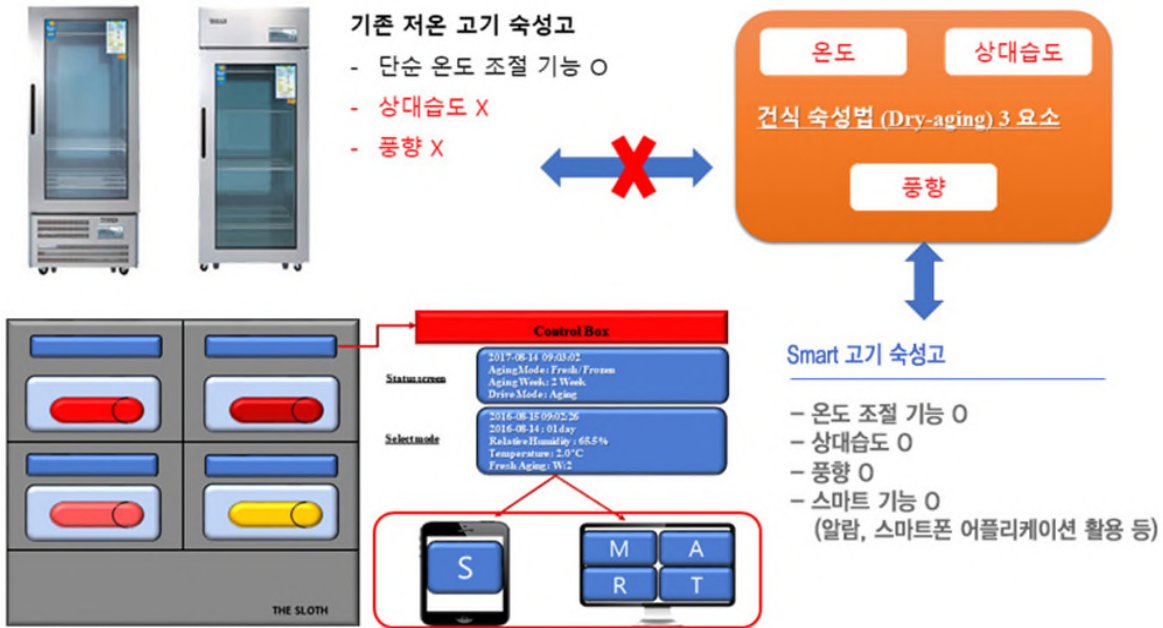 기존 저온 고기 숙성고
- 단순 온도 조절 기능 O
- 상대습도 X
- 풍향 X
온도
상대습도
건식 숙성법 (Dry-aging) 3 요소
풍향
Control Box
Status screen
2017-08-14 09:03:02
Aging Mode : Fresh / Frozen
Aging Week : 2 Week
Drive Mode : Aging
Select mode
2016-08-15 09:02:26
2016-08-14 : 01 day
Relative Humidity : 65.5%
Temperature : 2.0°C
Fresh Aging : W:2
S
M
A
R
T
THE SLOTH
Smart 고기 숙성고
– 온도 조절 기능 O
– 상대습도 O
– 풍향 O
– 스마트 기능 O
(알람, 스마트폰 어플리케이션 활용 등)